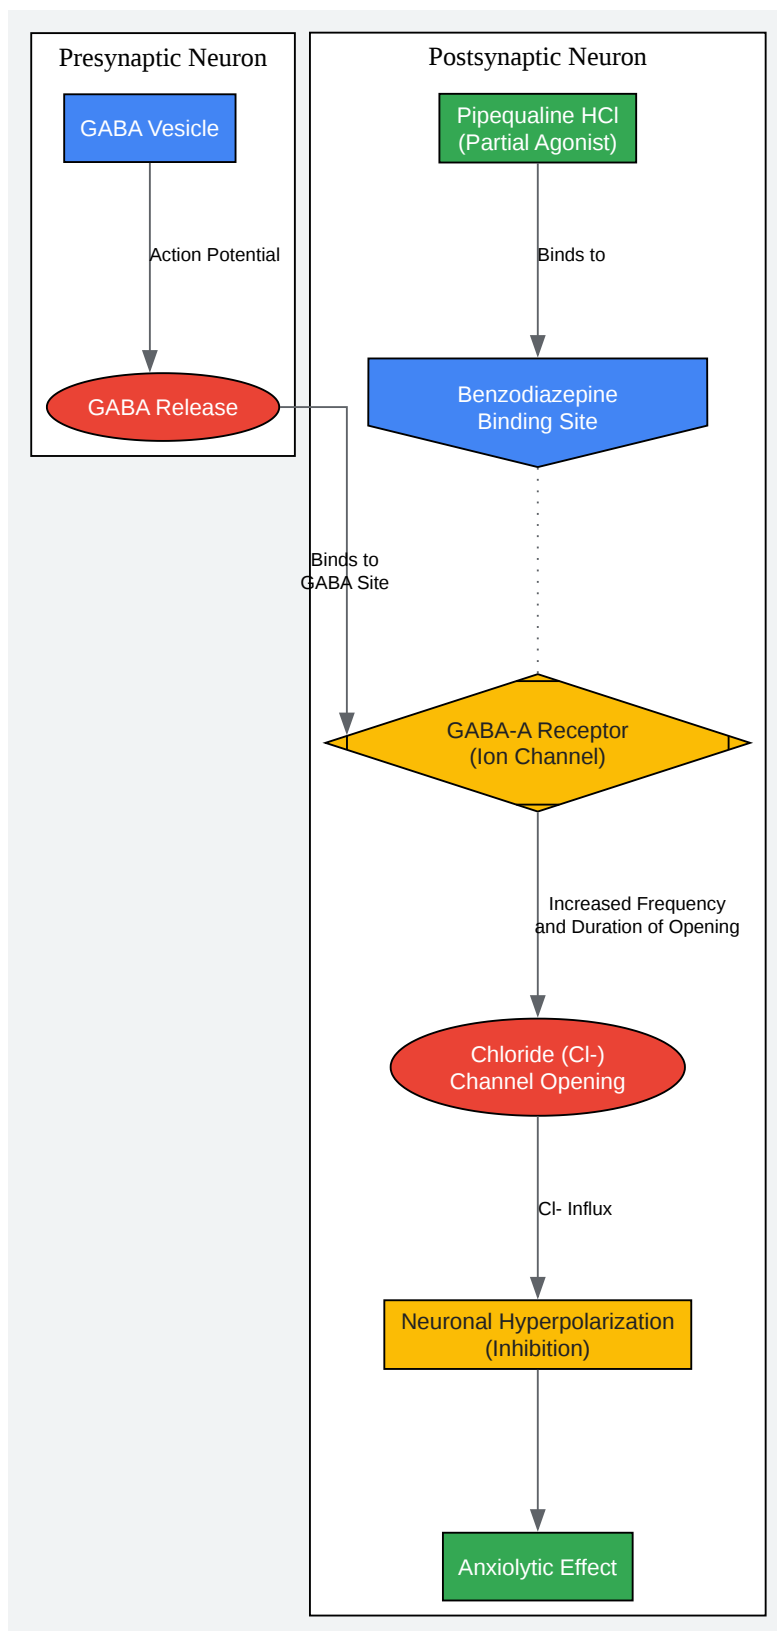 Presynaptic Neuron
GABA Vesicle
Action Potential
GABA Release
Binds to
GABA Site
Postsynaptic Neuron
Pipequaline HCl
(Partial Agonist)
Binds to
Benzodiazepine
Binding Site
GABA-A Receptor
(Ion Channel)
Increased Frequency
and Duration of Opening
Chloride (Cl-)
Channel Opening
Cl- Influx
Neuronal Hyperpolarization
(Inhibition)
Anxiolytic Effect